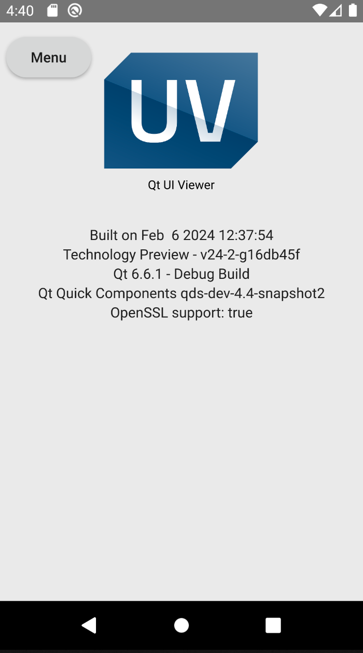 4:40
Menu
UV
Qt UI Viewer
Built on Feb  6 2024 12:37:54
Technology Preview - v24-2-g16db45f
Qt 6.6.1 - Debug Build
Qt Quick Components qds-dev-4.4-snapshot2
OpenSSL support: true